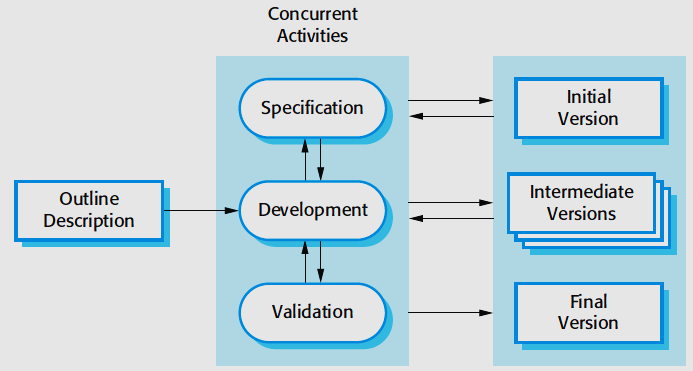 Concurrent
Activities
Specification
Initial
Version
Outline
Description
Development
Intermediate
Versions
Validation
Final
Version